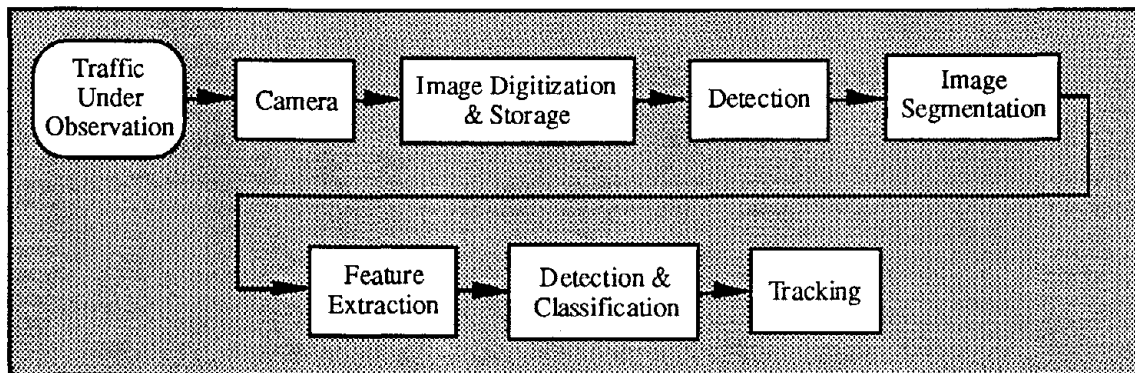 Traffic
Under
Observation
Camera
Image Digitization
& Storage
Detection
Image
Segmentation
Feature
Extraction
Detection &
Classification
Tracking